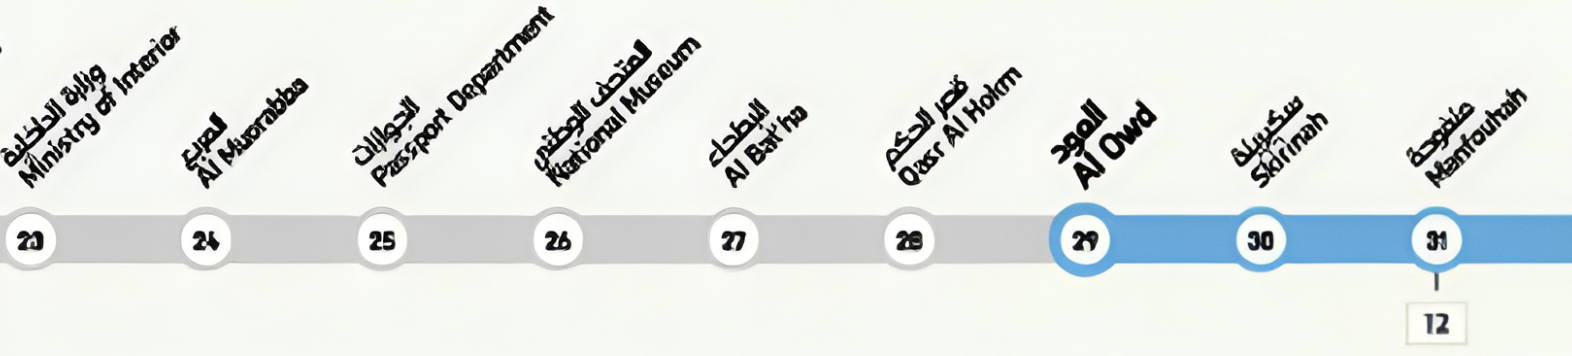 وزارة الداخلية
Ministry of Interior
المربع
Al Murabba
الجوازات
Passport Department
المتحف الوطني
National Museum
البطحاء
Al Bat'ha
قصر الحكم
Qasr Al Hokm
العود
Al Owd
سكيرينة
Skirinah
منفوحة
Manfouhah
23
24
25
26
27
28
29
30
31
12